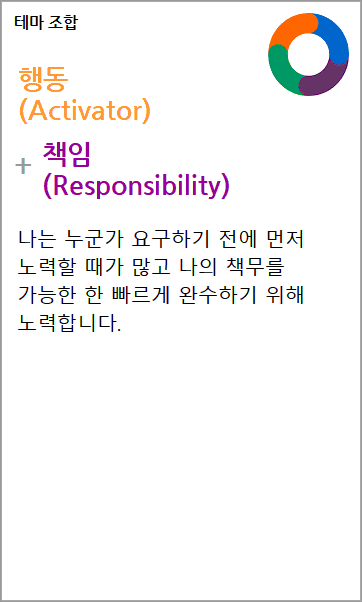 테마 조합
행동
(Activator)
+ 책임
(Responsibility)
나는 누군가 요구하기 전에 먼저
노력할 때가 많고 나의 책무를
가능한 한 빠르게 완수하기 위해
노력합니다.